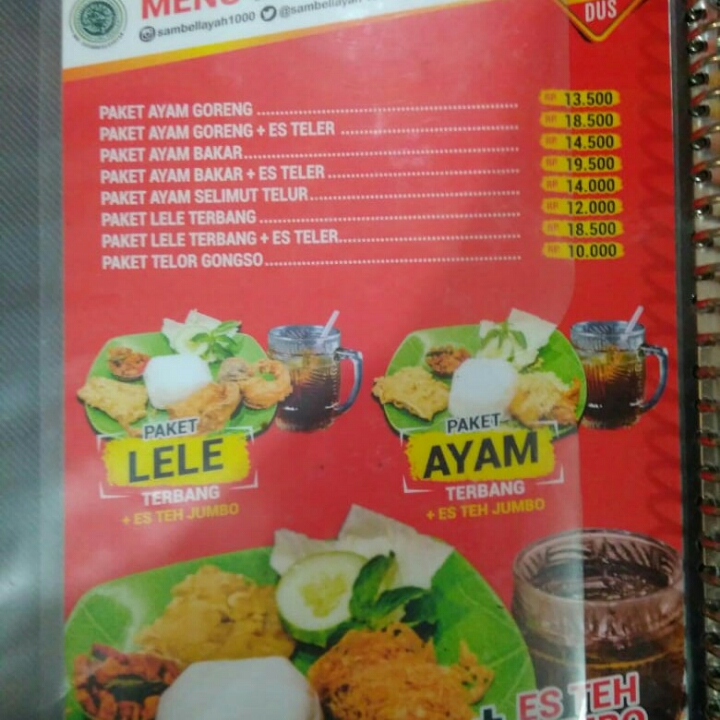 MENU
DUS
sambellayah1000 @sambellayah
PAKET AYAM GORENG RP 13.500
PAKET AYAM GORENG + ES TELER RP 18.500
PAKET AYAM BAKAR RP 14.500
PAKET AYAM BAKAR + ES TELER RP 19.500
PAKET AYAM SELIMUT TELUR RP 14.000
PAKET LELE TERBANG RP 12.000
PAKET LELE TERBANG + ES TELER RP 18.500
PAKET TELOR GONGSO RP 10.000
PAKET
LELE
TERBANG
+ ES TEH JUMBO
PAKET
AYAM
TERBANG
+ ES TEH JUMBO
+ ES TEH